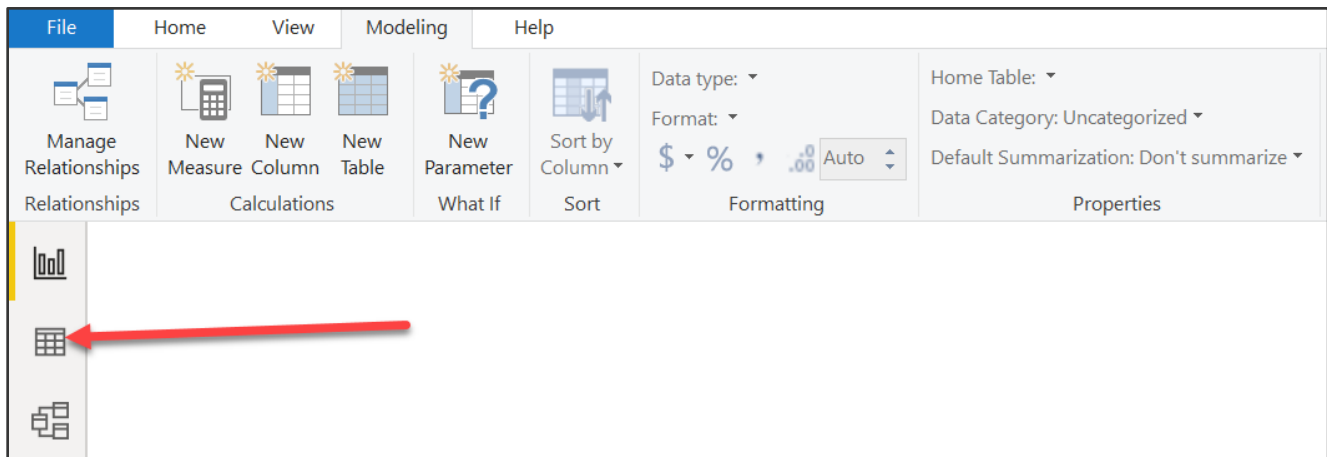 File Home View Modeling Help
Manage Relationships
New Measure
New Column
New Table
New Parameter
Sort by Column
Data type:
Format:
$ % , .00 Auto
Home Table:
Data Category: Uncategorized
Default Summarization: Don't summarize
Relationships Calculations What If Sort Formatting Properties